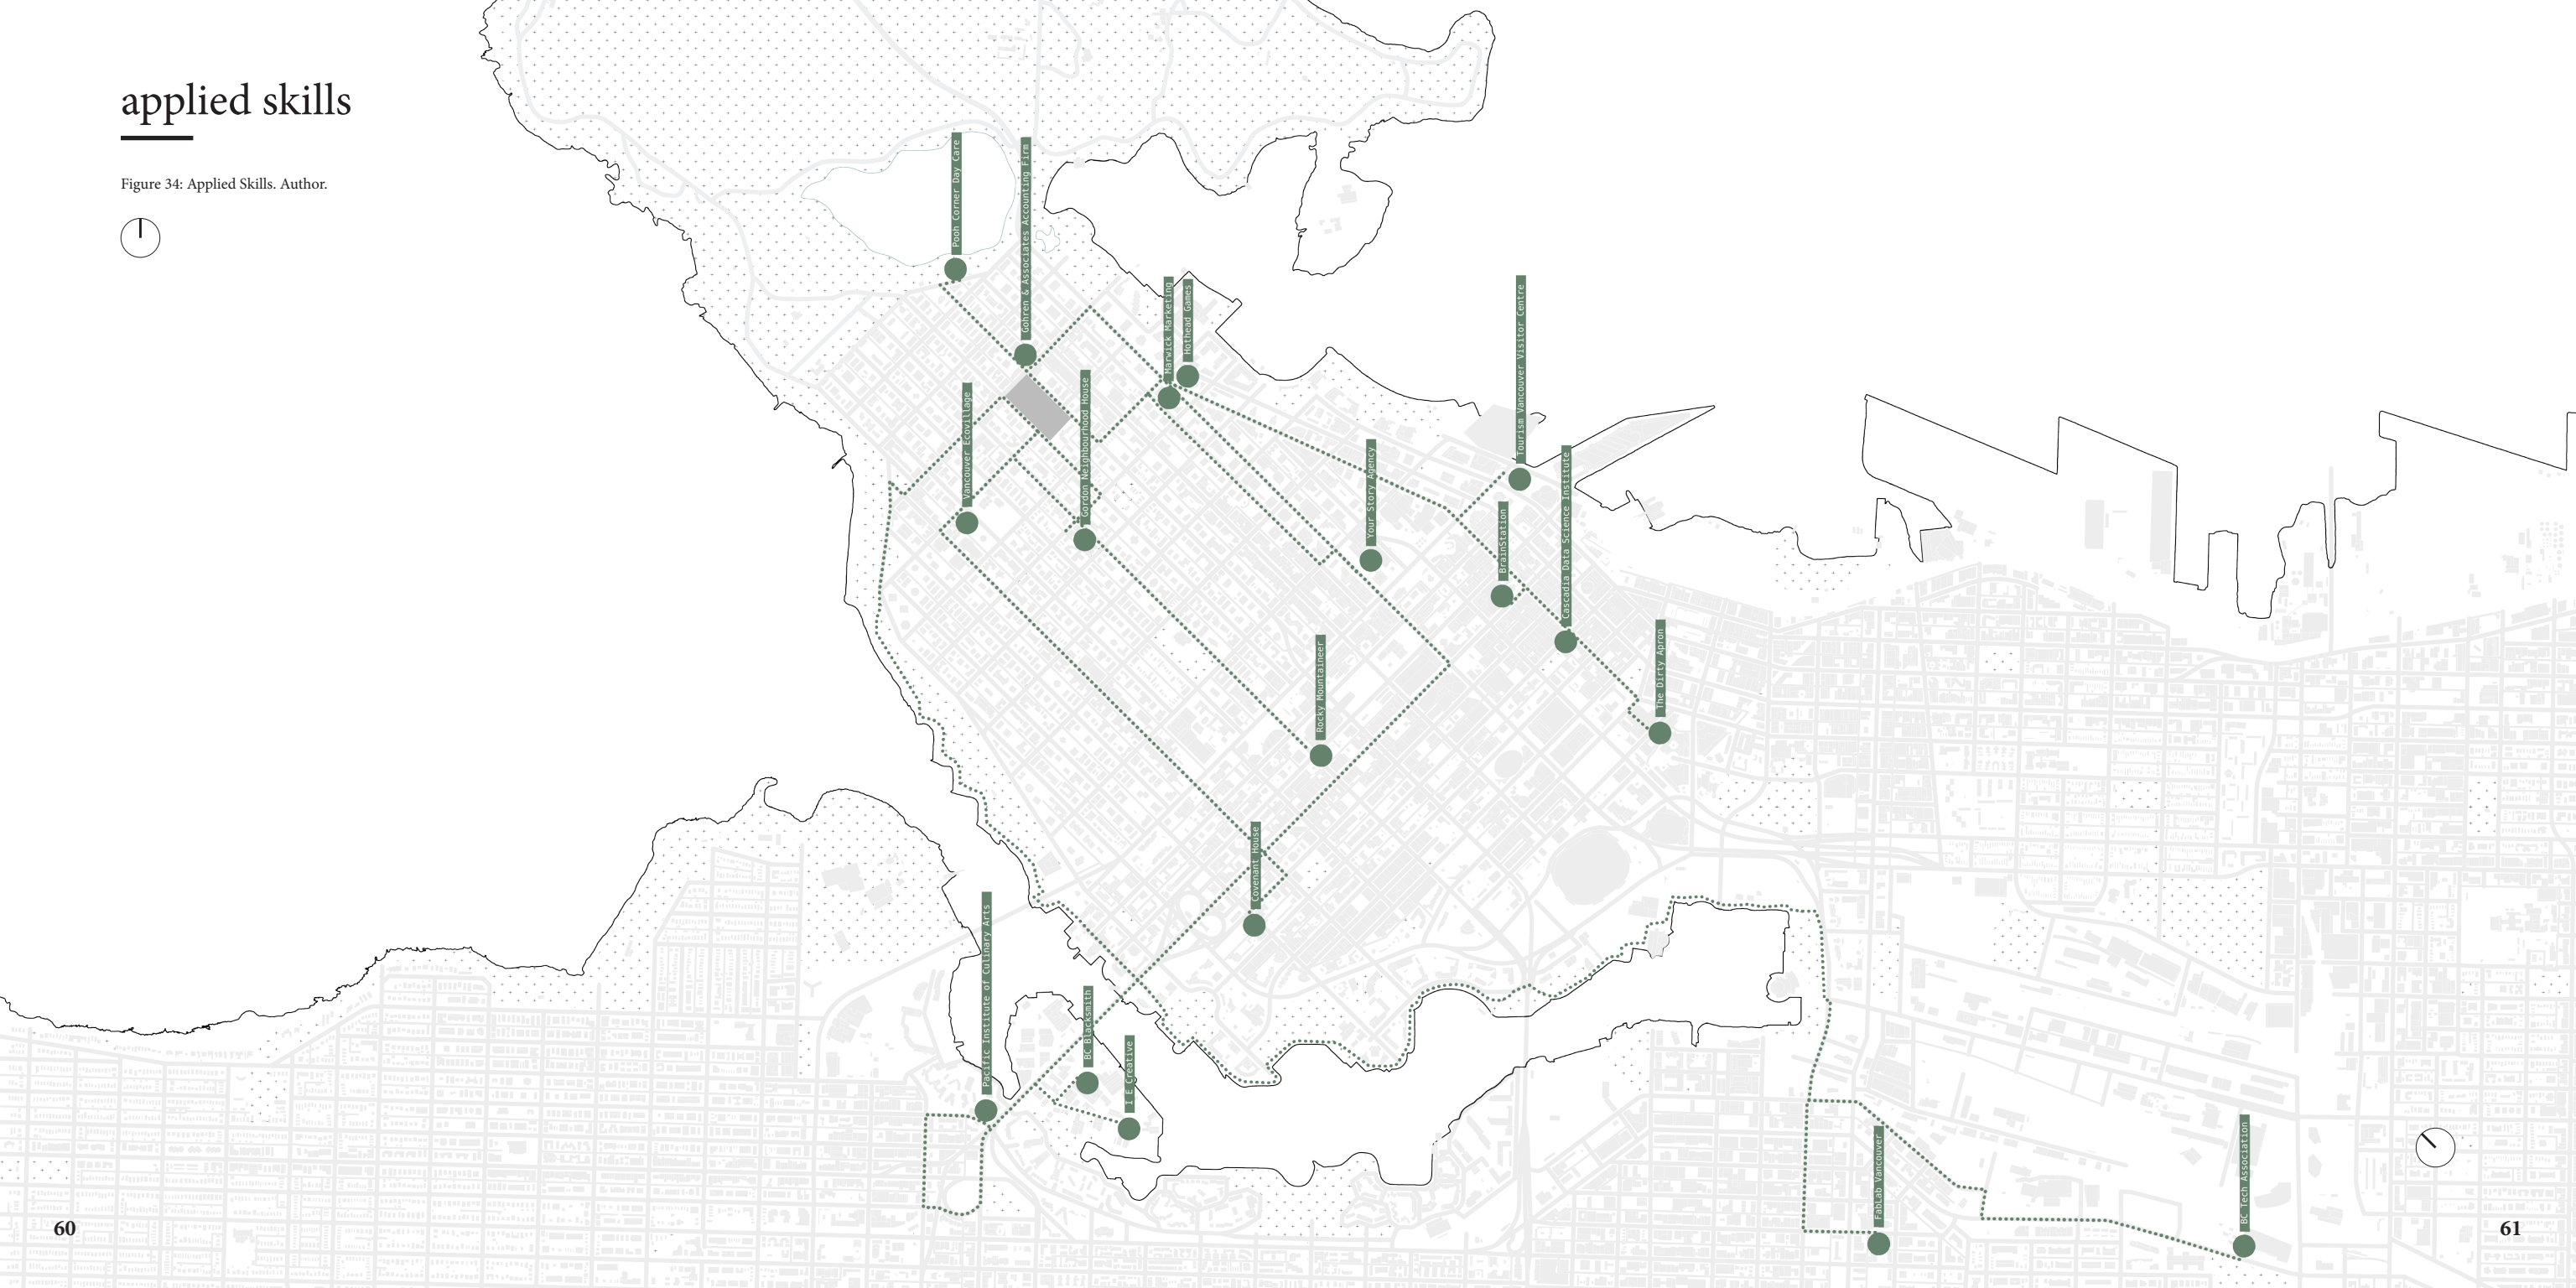 applied skills
Figure 34: Applied Skills. Author.
Pooh Corner Day Care
Gohren & Associates Accounting Firm
Marwick Marketing
Hothead Games
Tourism Vancouver Visitor Centre
Vancouver Ecovillage
Gordon Neighbourhood House
Your Story Agency
BrainStation
Cascadia Data Science Institute
The Dirty Apron
Rocky Mountaineer
Covenant House
Pacific Institute of Culinary Arts
BC Blacksmith
I E Creative
FabLab Vancouver
BC Tech Association
60
61